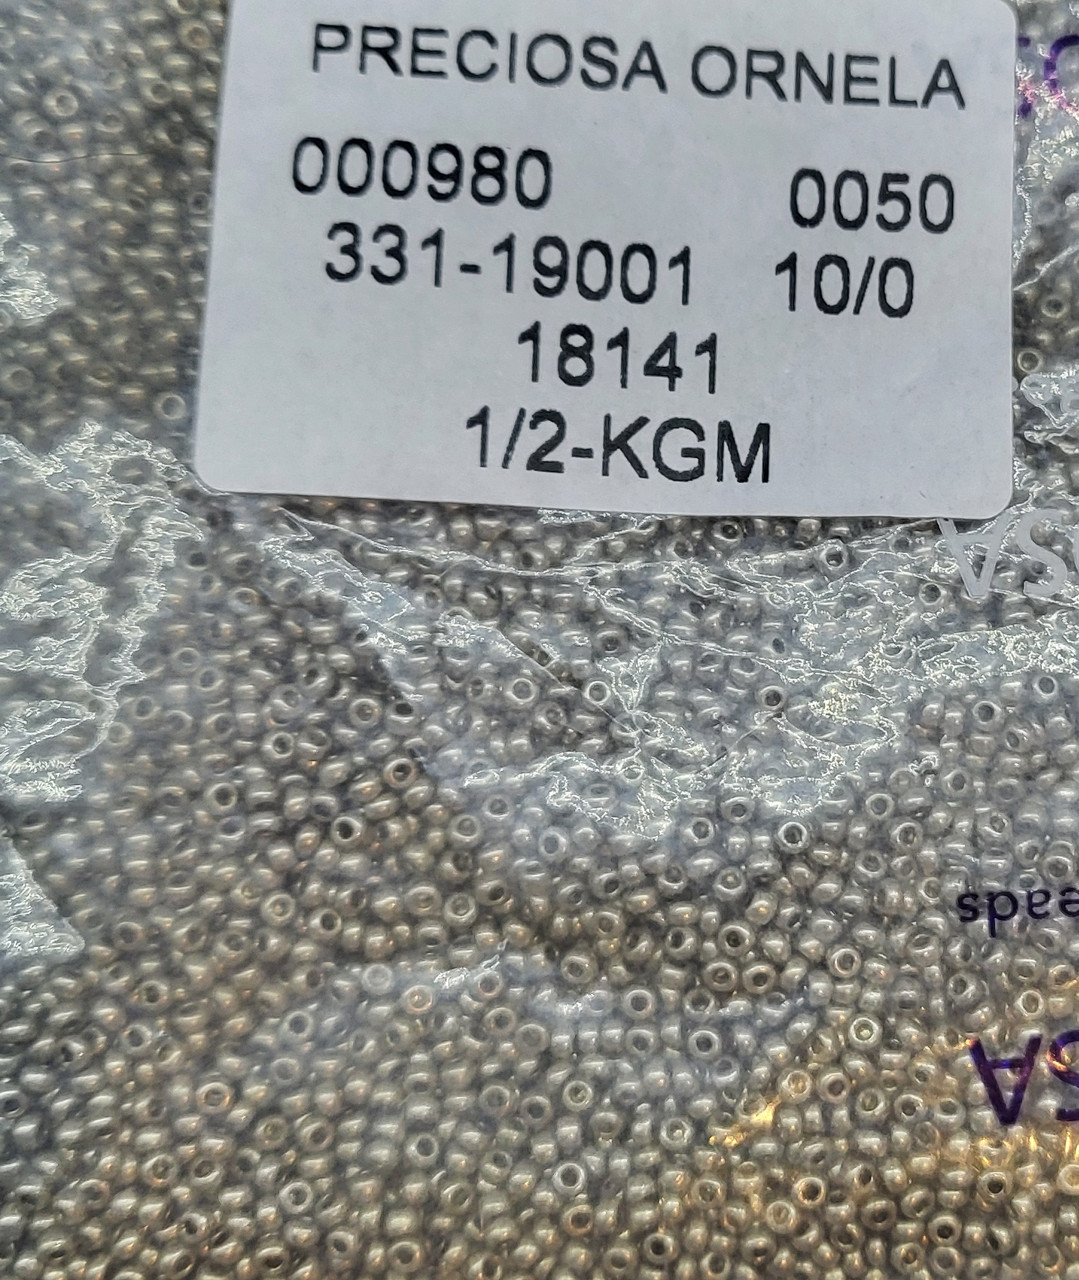 PRECIOSA ORNELA
000980 0050
331-19001 10/0
18141
1/2-KGM